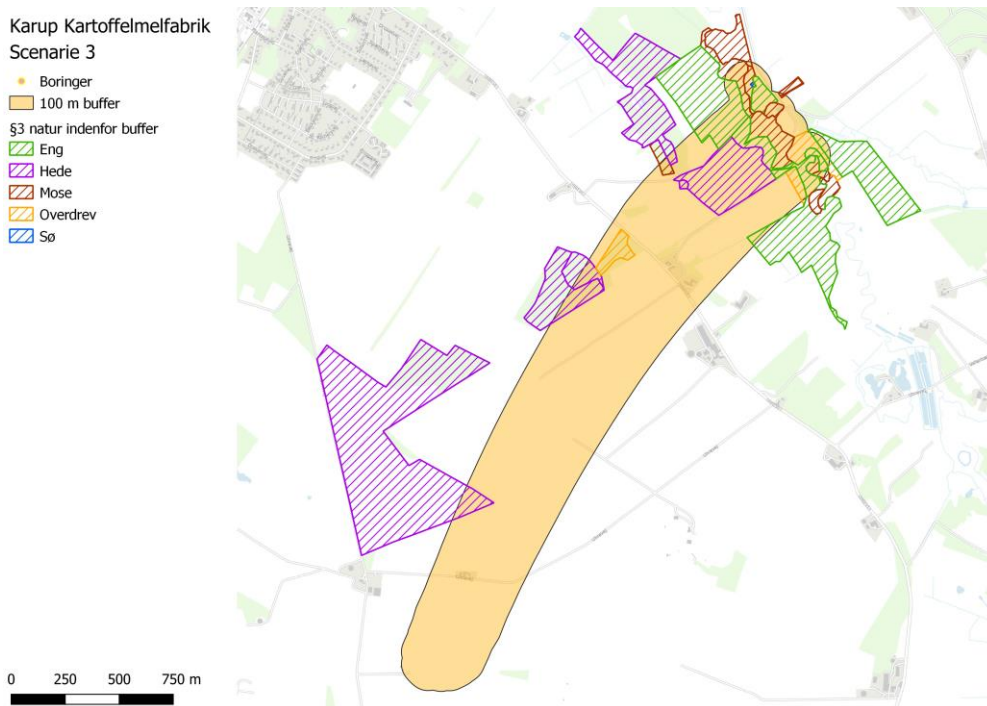 Karup Kartoffelmelfabrik
Scenarie 3
Boringer
100 m buffer
§3 natur indenfor buffer
Eng
Hede
Mose
Overdrev
Sø
0 250 500 750 m